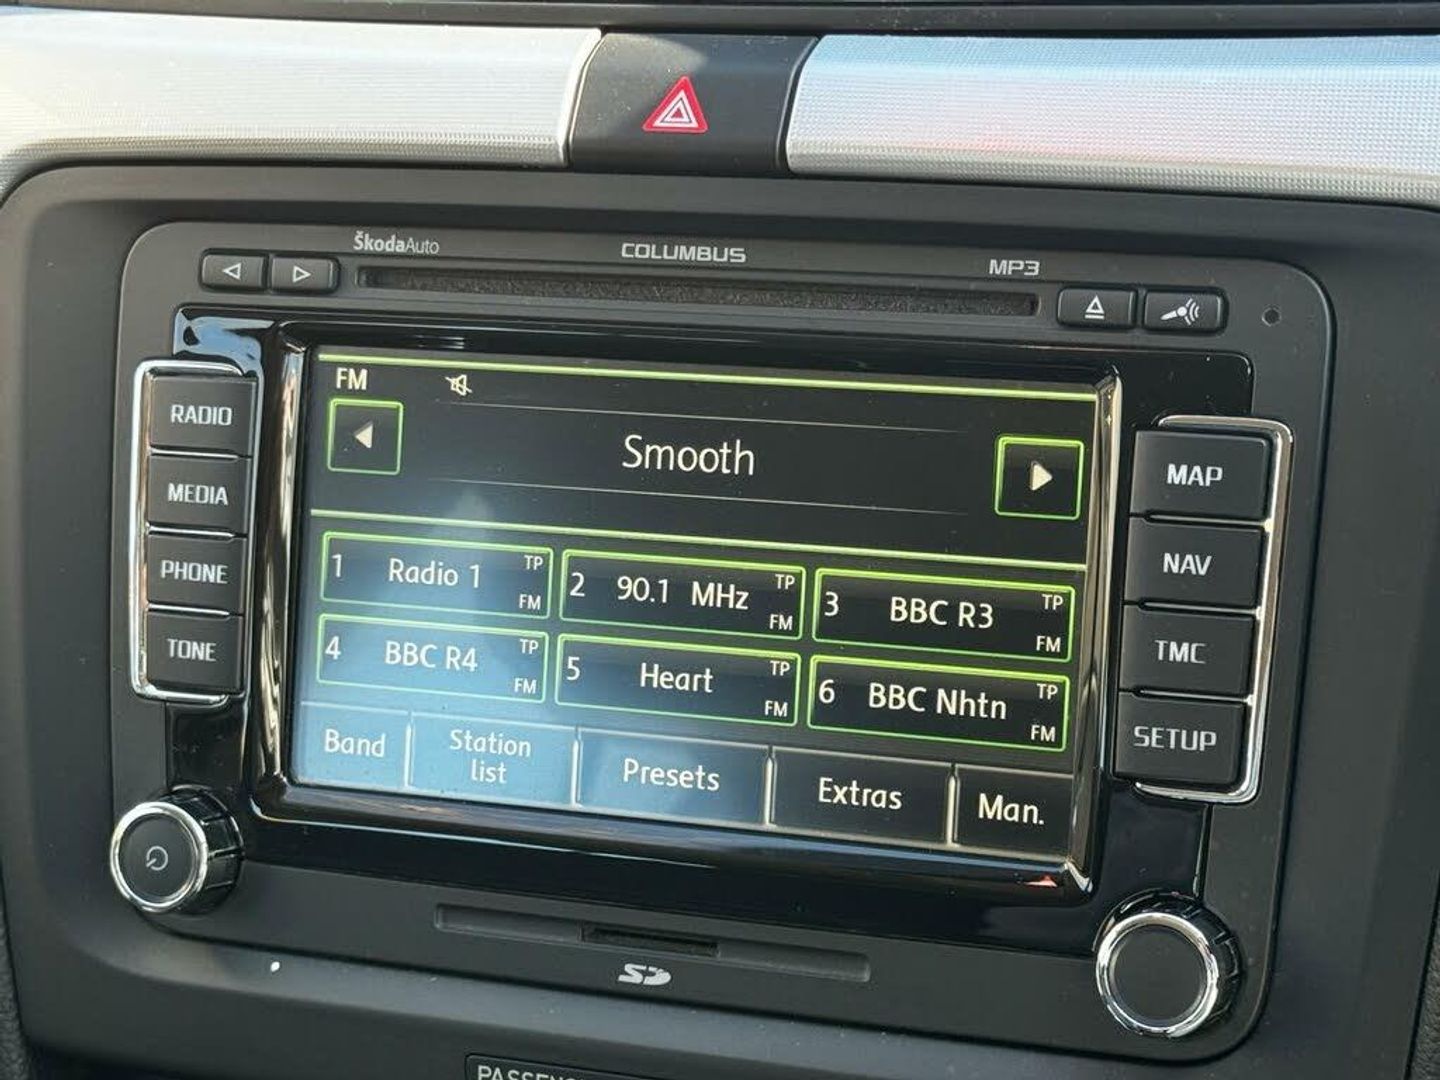 ŠkodaAuto COLUMBUS MP3
RADIO
MEDIA
PHONE
TONE
FM
Smooth
1 Radio 1 TP FM
2 90.1 MHz TP FM
3 BBC R3 TP FM
4 BBC R4 TP FM
5 Heart TP FM
6 BBC Nhtn TP FM
Band
Station
list
Presets
Extras
Man.
MAP
NAV
TMC
SETUP
SD